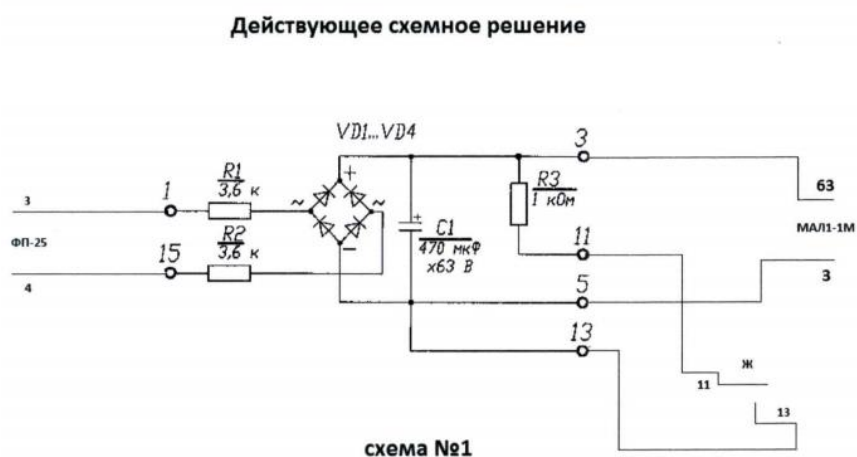 Действующее схемное решение
VD1...VD4
3
63
МАЛ1-1М
3
3
1
R1
3,6 к
~
+
~
R3
1 кОм
ФП-25
C1
+
470 мкФ
х63 В
11
4
15
R2
3,6 к
−
5
13
Ж
11
13
схема №1